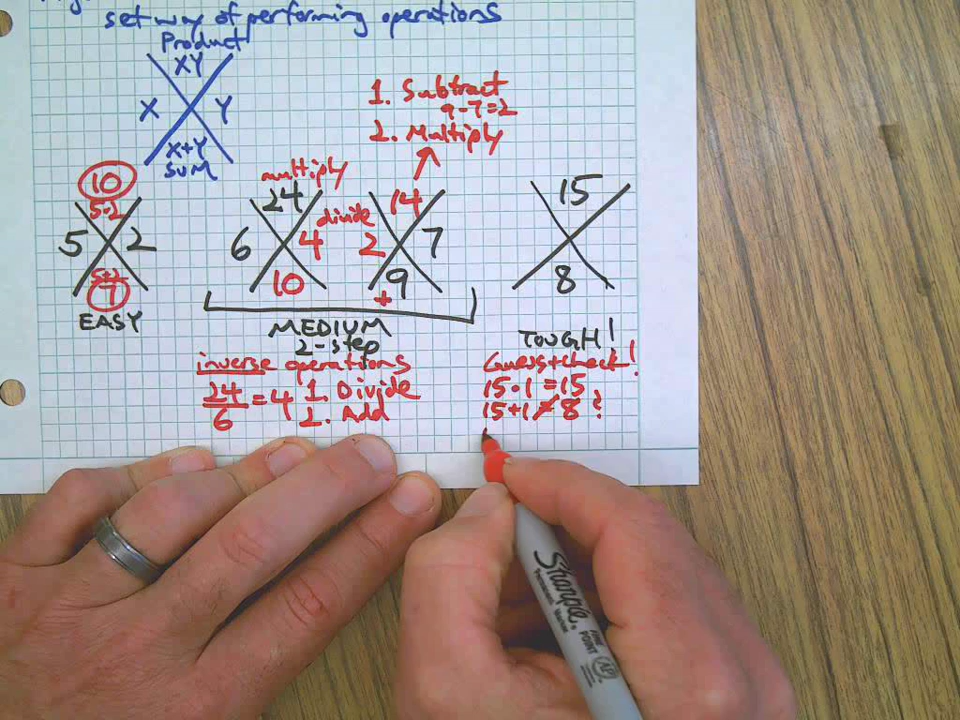 set way of performing operations
Product
XY
X Y
X+Y
SUM
1. Subtract
9-7=2
2. Multiply
10
5·2
5 2
5+2
7
EASY
multiply
24
divide
6 4
10
14
2 7
9
+
MEDIUM
2-step
inverse operations
24/6 = 4
1. Divide
2. Add
15
8
TOUGH!
Guess+check!
15·1=15
15+1≠8?
Sharpie
FINE POINT
AP